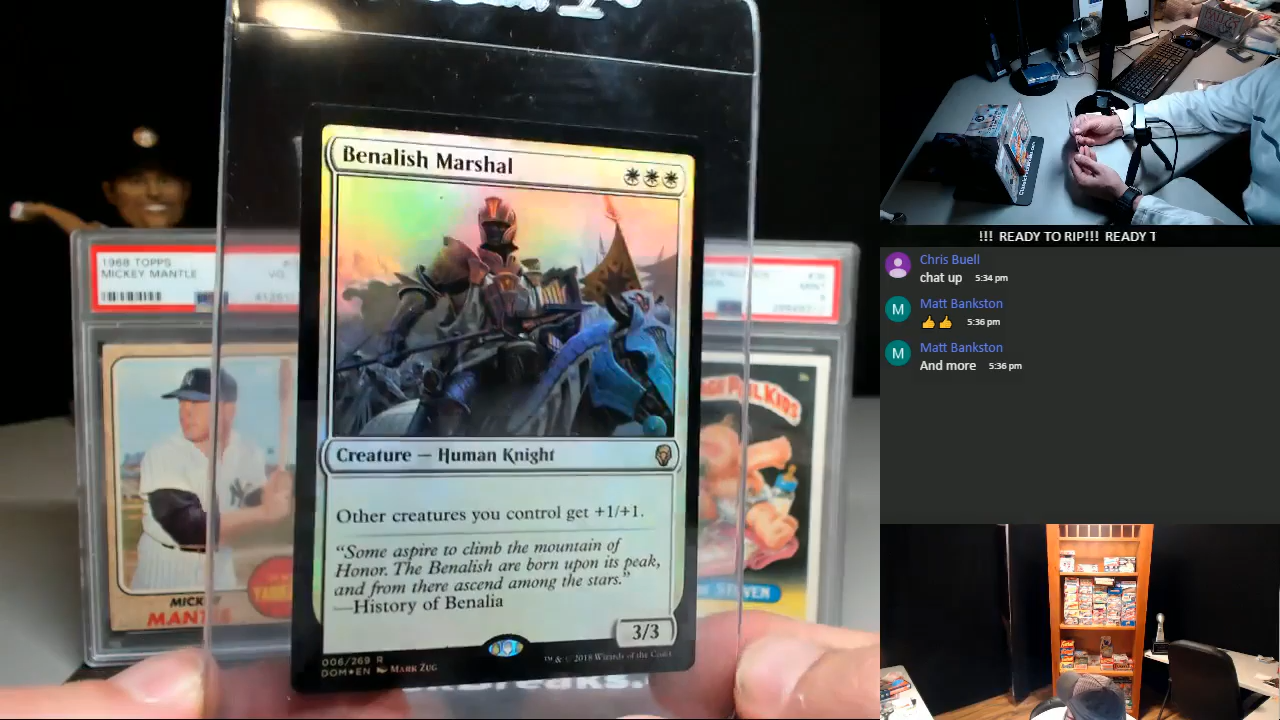 Benalish Marshal
Creature — Human Knight
Other creatures you control get +1/+1.
“Some aspire to climb the mountain of
Honor. The Benalish are born upon its peak,
and from there ascend among the stars.”
—History of Benalia
3/3
006/269 R
DOM★EN MARK ZUG
™ & © 2018 Wizards of the Coast
1968 TOPPS
MICKEY MANTLE
VG
MICKEY
MANTLE
!!! READY TO RIP!!! READY T
Chris Buell
chat up 5:34 pm
M
Matt Bankston
👍👍 5:36 pm
M
Matt Bankston
And more 5:36 pm